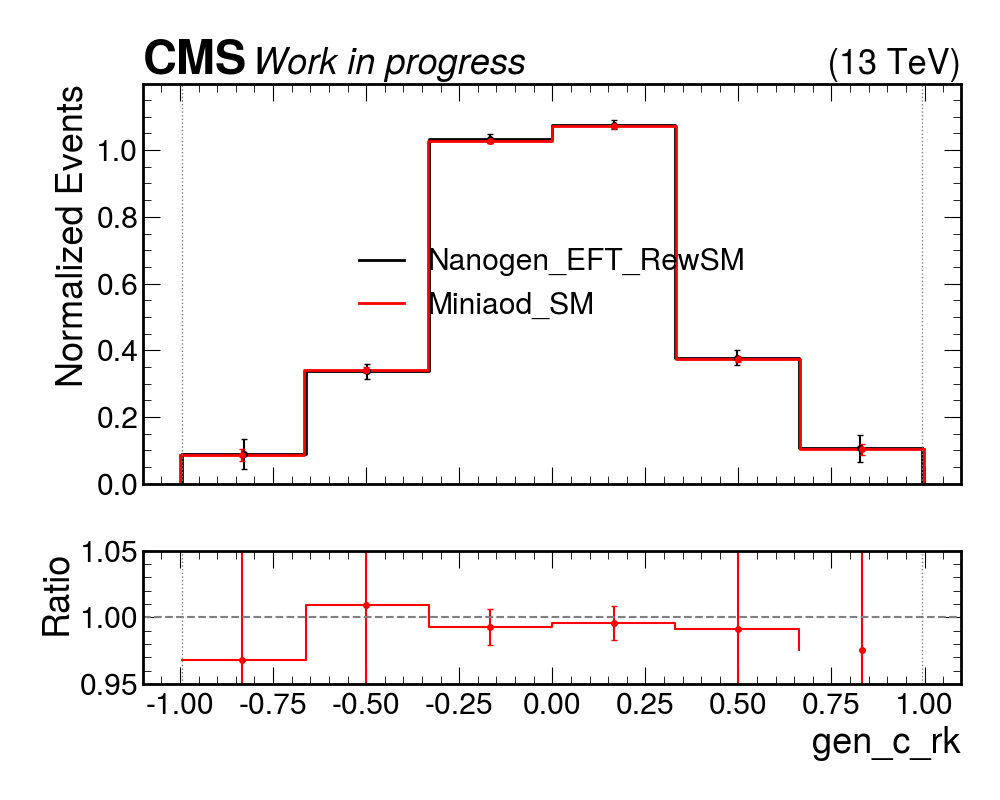 CMS Work in progress (13 TeV)
Normalized Events
1.0
0.8
0.6
0.4
0.2
0.0
Nanogen_EFT_RewSM
Miniaod_SM
Ratio
1.05
1.00
0.95
-1.00 -0.75 -0.50 -0.25 0.00 0.25 0.50 0.75 1.00
gen_c_rk